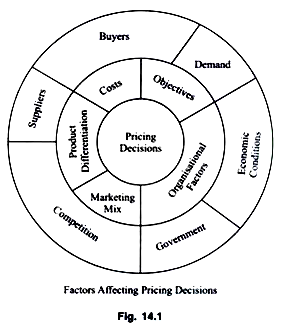 Buyers
Demand
Suppliers
Costs
Objectives
Product
Differentiation
Pricing
Decisions
Organisational
Factors
Economic
Conditions
Marketing
Mix
Competition
Government
Factors Affecting Pricing Decisions
Fig. 14.1